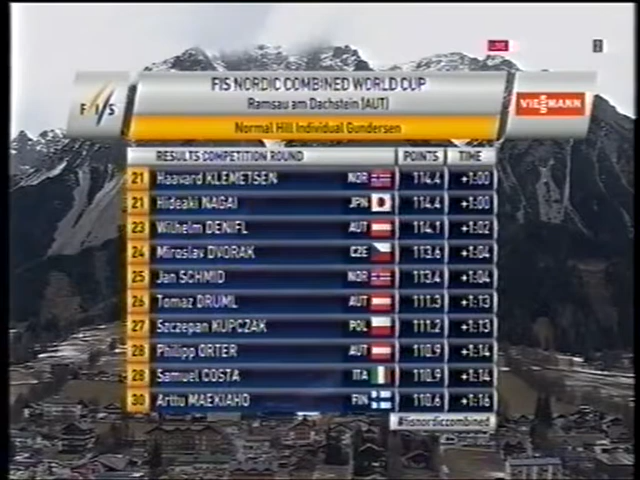 LIVE
FIS NORDIC COMBINED WORLD CUP
FIS
Ramsau am Dachstein (AUT)
VIESSMANN
Normal Hill Individual Gundersen
RESULTS COMPETITION ROUND POINTS TIME
21 Haavard KLEMETSEN NOR 114.4 +1:00
21 Hideaki NAGAI JPN 114.4 +1:00
23 Wilhelm DENIFL AUT 114.1 +1:02
24 Miroslav DVORAK CZE 113.6 +1:04
25 Jan SCHMID NOR 113.4 +1:04
26 Tomaz DRUML AUT 111.3 +1:13
27 Szczepan KUPCZAK POL 111.2 +1:13
28 Philipp ORTER AUT 110.9 +1:14
28 Samuel COSTA ITA 110.9 +1:14
30 Arttu MAEKIAHO FIN 110.6 +1:16
#fisnordiccombined